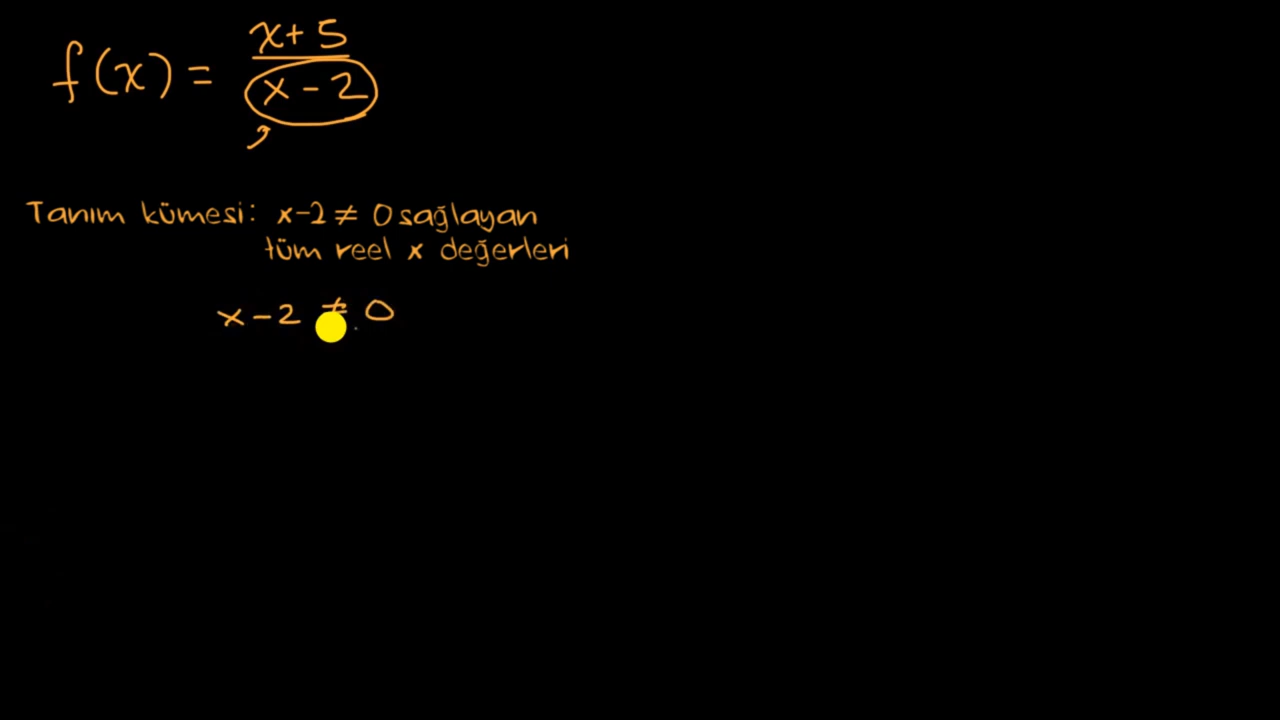 f(x) = x+5
x-2
Tanım kümesi: x-2 ≠ 0 sağlayan
tüm reel x değerleri
x-2 ≠ 0